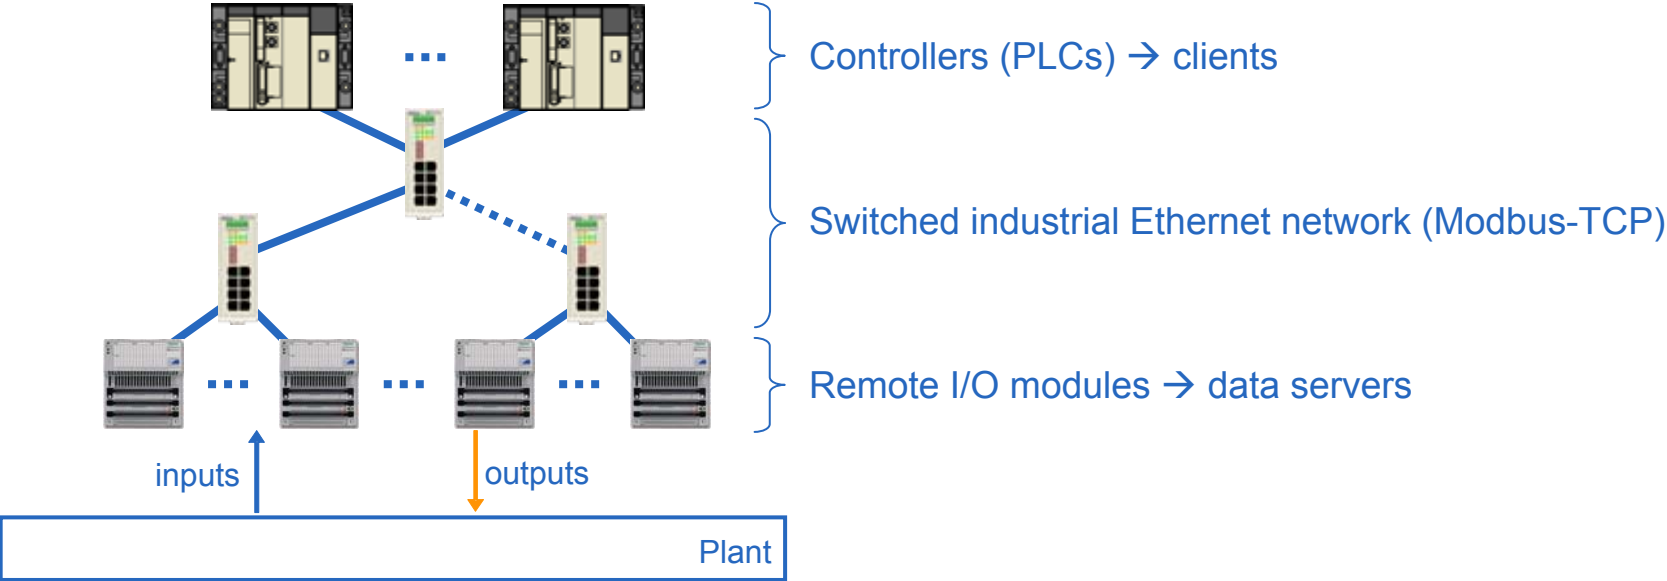 Controllers (PLCs) → clients
Switched industrial Ethernet network (Modbus-TCP)
Remote I/O modules → data servers
inputs
outputs
Plant